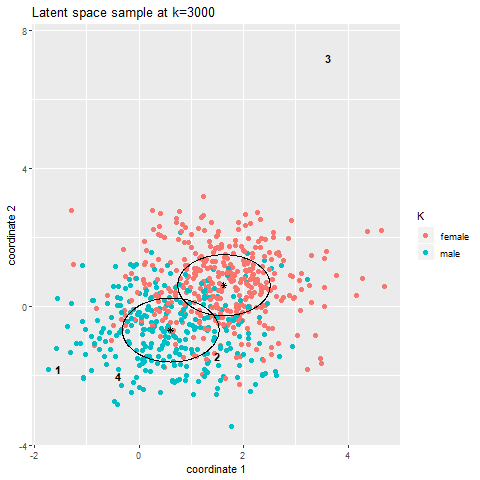 Latent space sample at k=3000
8
3
4
0
2
1
4
-4
-2
0
2
4
coordinate 1
coordinate 2
K
female
male